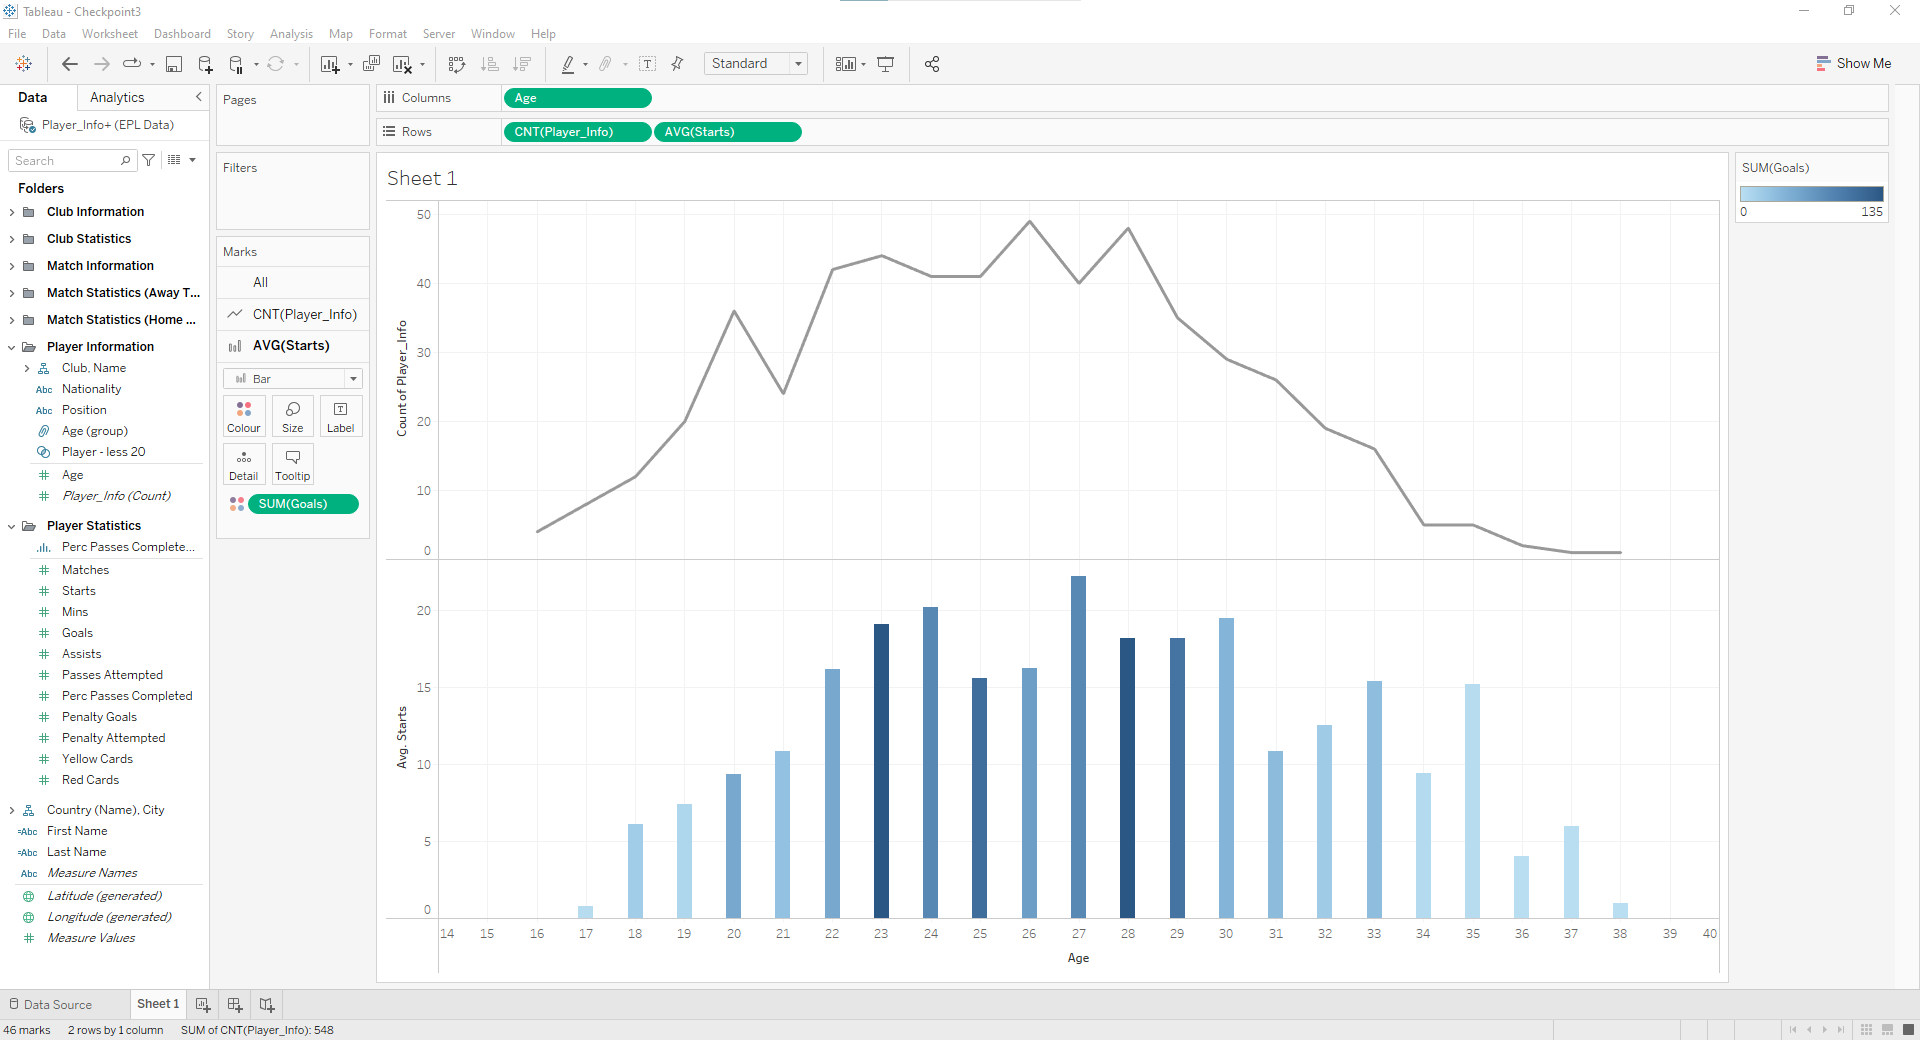 Tableau - Checkpoint3
File Data Worksheet Dashboard Story Analysis Map Format Server Window Help
Standard
Show Me
Data Analytics
Player_Info+ (EPL Data)
Search
Folders
Club Information
Club Statistics
Match Information
Match Statistics (Away T...
Match Statistics (Home ...
Player Information
Club, Name
Abc Nationality
Abc Position
Age (group)
Player - less 20
Age
Player_Info (Count)
Player Statistics
Perc Passes Complete...
Matches
Starts
Mins
Goals
Assists
Passes Attempted
Perc Passes Completed
Penalty Goals
Penalty Attempted
Yellow Cards
Red Cards
Country (Name), City
=Abc First Name
=Abc Last Name
Abc Measure Names
Latitude (generated)
Longitude (generated)
Measure Values
Pages
Filters
Marks
All
CNT(Player_Info)
AVG(Starts)
Bar
Colour Size Label
Detail Tooltip
SUM(Goals)
Columns Age
Rows CNT(Player_Info) AVG(Starts)
Sheet 1
50
40
30
20
10
0
Count of Player_Info
20
15
10
5
0
Avg. Starts
14 15 16 17 18 19 20 21 22 23 24 25 26 27 28 29 30 31 32 33 34 35 36 37 38 39 40
Age
SUM(Goals)
0 135
Data Source Sheet 1
46 marks 2 rows by 1 column SUM of CNT(Player_Info): 548